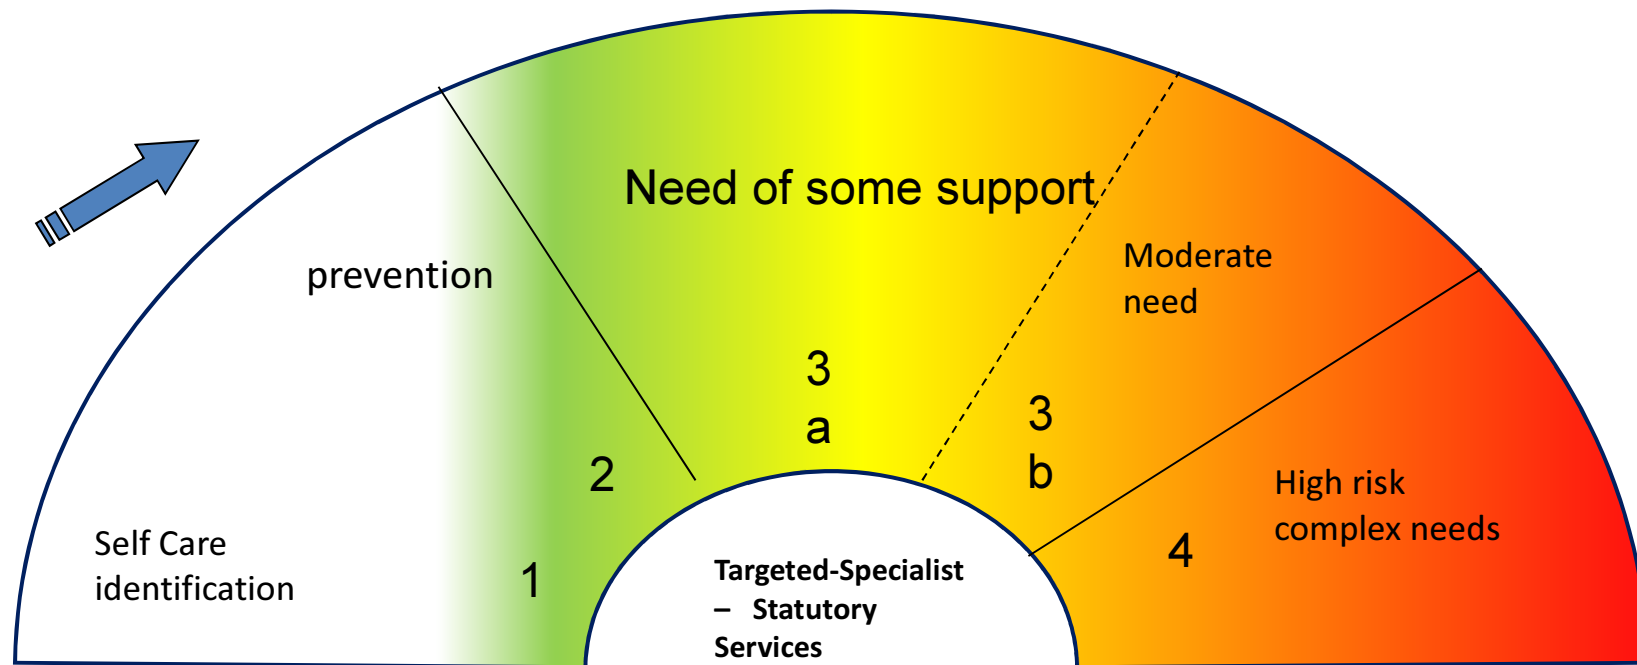 Need of some support
prevention
Moderate
need
3
a
3
b
2
Self Care
identification
1
High risk
complex needs
4
Targeted-Specialist
– Statutory
Services